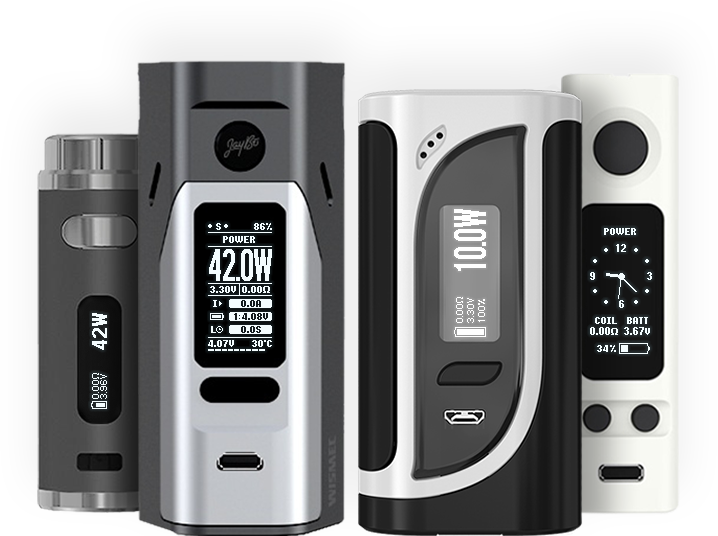 42W
0.00Ω
3.96V
JayBo
S 86%
POWER
42.0W
3.30V 0.00Ω
I 0.0A
1:4.08V
L 0.0S
4.07V 30°C
WISMEC
10.0W
0.00Ω
3.30V
100%
POWER
12
9 3
6
COIL BATT
0.00Ω 3.67V
34%